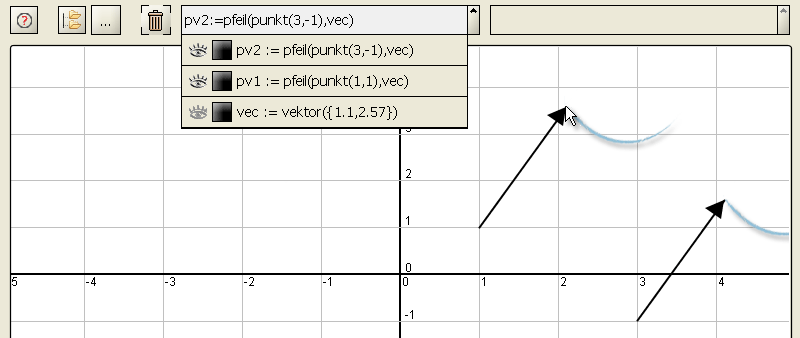 ? ... pv2:=pfeil(punkt(3,-1),vec)
pv2 := pfeil(punkt(3,-1),vec)
pv1 := pfeil(punkt(1,1),vec)
vec := vektor({1.1,2.57})
3
2
1
0
5 -4 -3 -2 -1 0 1 2 3 4
-1